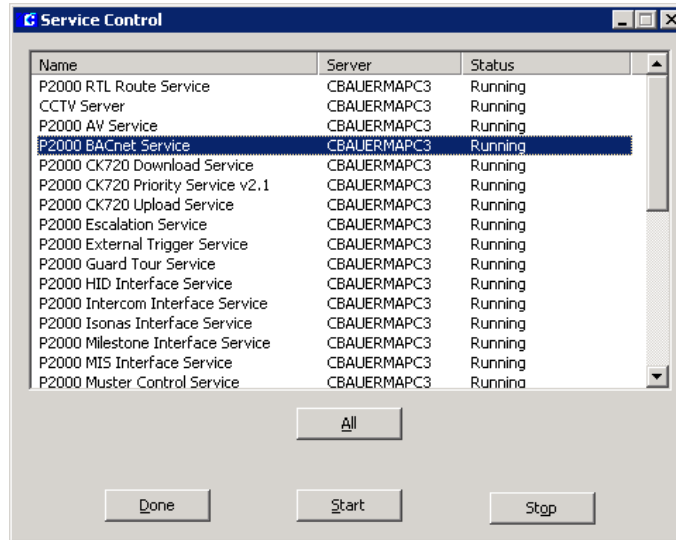 Service Control
Name Server Status
P2000 RTL Route Service CBAUERMAPC3 Running
CCTV Server CBAUERMAPC3 Running
P2000 AV Service CBAUERMAPC3 Running
P2000 BACnet Service CBAUERMAPC3 Running
P2000 CK720 Download Service CBAUERMAPC3 Running
P2000 CK720 Priority Service v2.1 CBAUERMAPC3 Running
P2000 CK720 Upload Service CBAUERMAPC3 Running
P2000 Escalation Service CBAUERMAPC3 Running
P2000 External Trigger Service CBAUERMAPC3 Running
P2000 Guard Tour Service CBAUERMAPC3 Running
P2000 HID Interface Service CBAUERMAPC3 Running
P2000 Intercom Interface Service CBAUERMAPC3 Running
P2000 Isonas Interface Service CBAUERMAPC3 Running
P2000 Milestone Interface Service CBAUERMAPC3 Running
P2000 MIS Interface Service CBAUERMAPC3 Running
P2000 Muster Control Service CBAUERMAPC3 Running
All
Done Start Stop